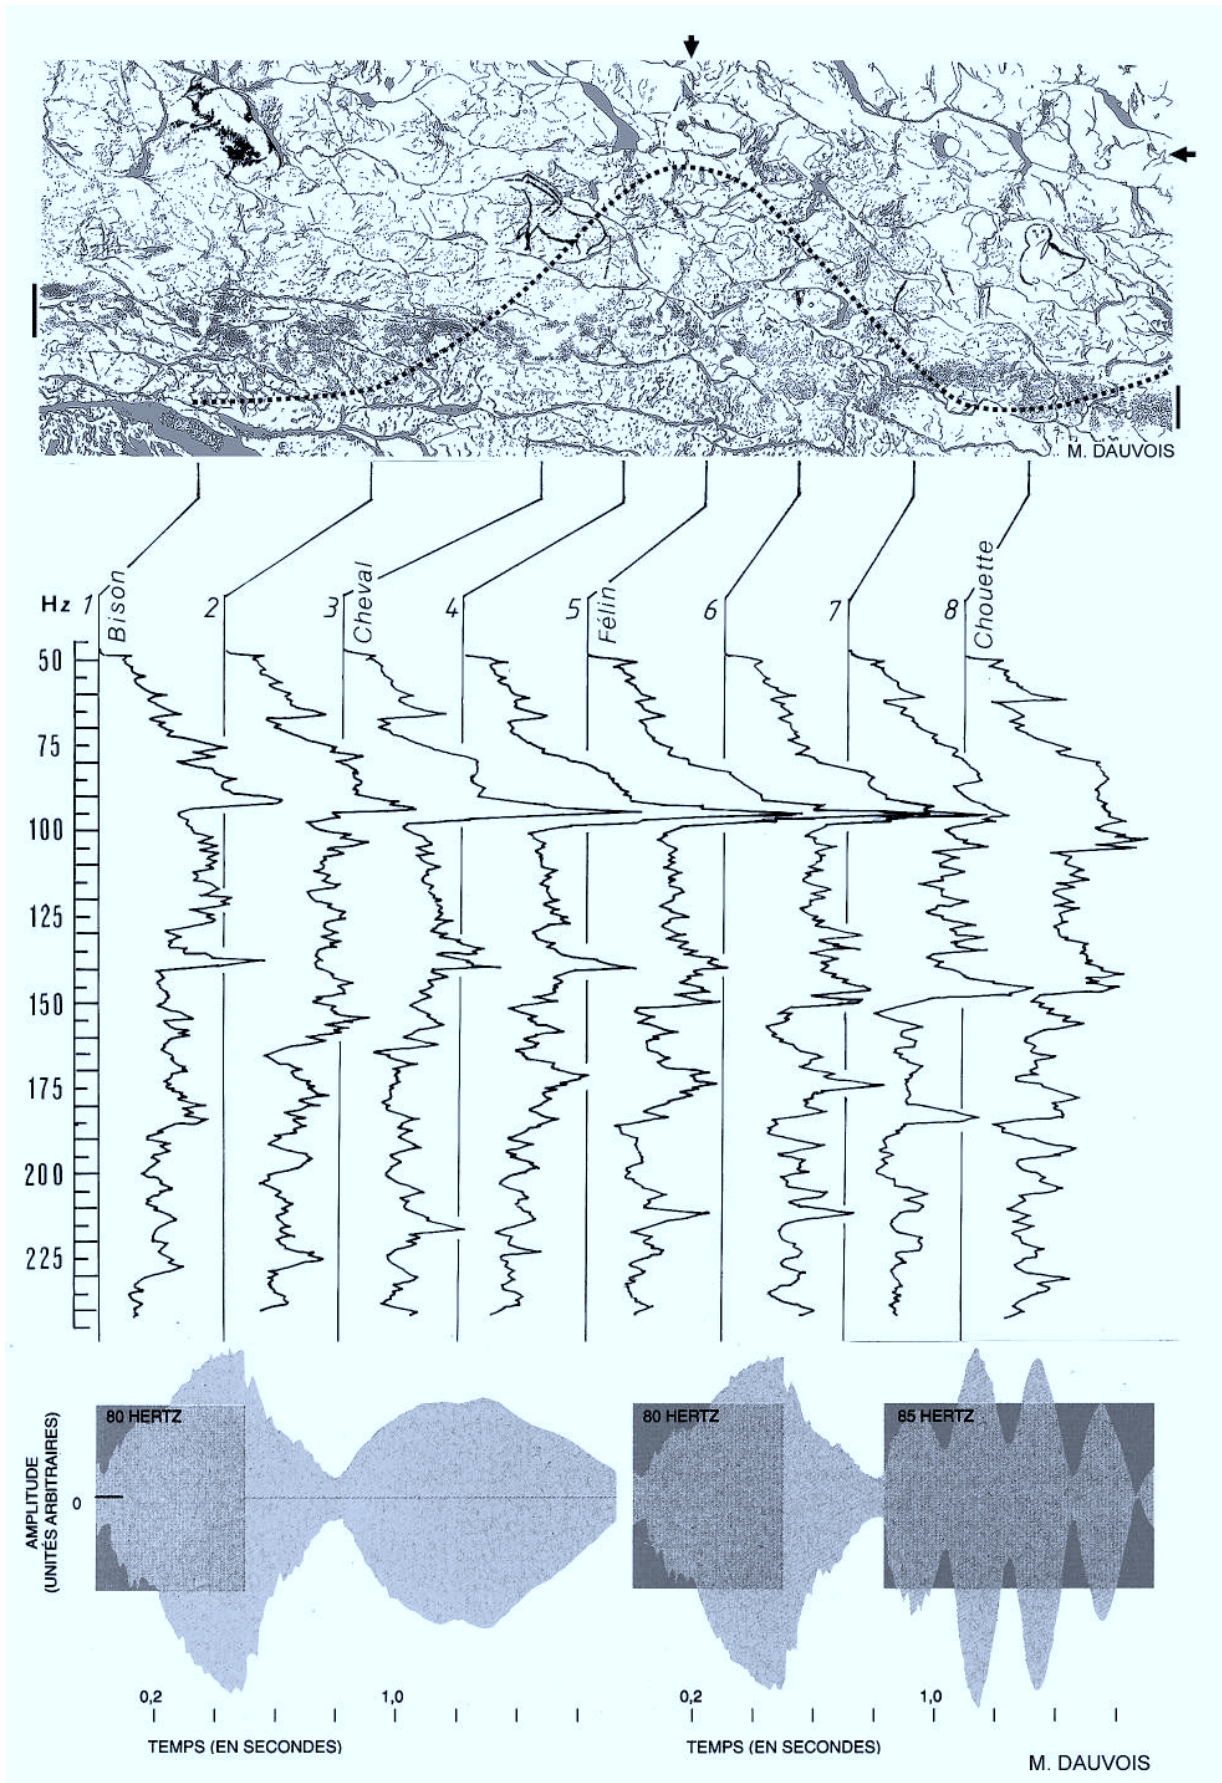 M. DAUVOIS
Hz 1 Bison 2 3 Cheval 4 5 Félin 6 7 8 Chouette
50
75
100
125
150
175
200
225
AMPLITUDE
(UNITÉS ARBITRAIRES)
0
80 HERTZ
80 HERTZ
85 HERTZ
0,2 1,0 0,2 1,0
TEMPS (EN SECONDES) TEMPS (EN SECONDES)
M. DAUVOIS